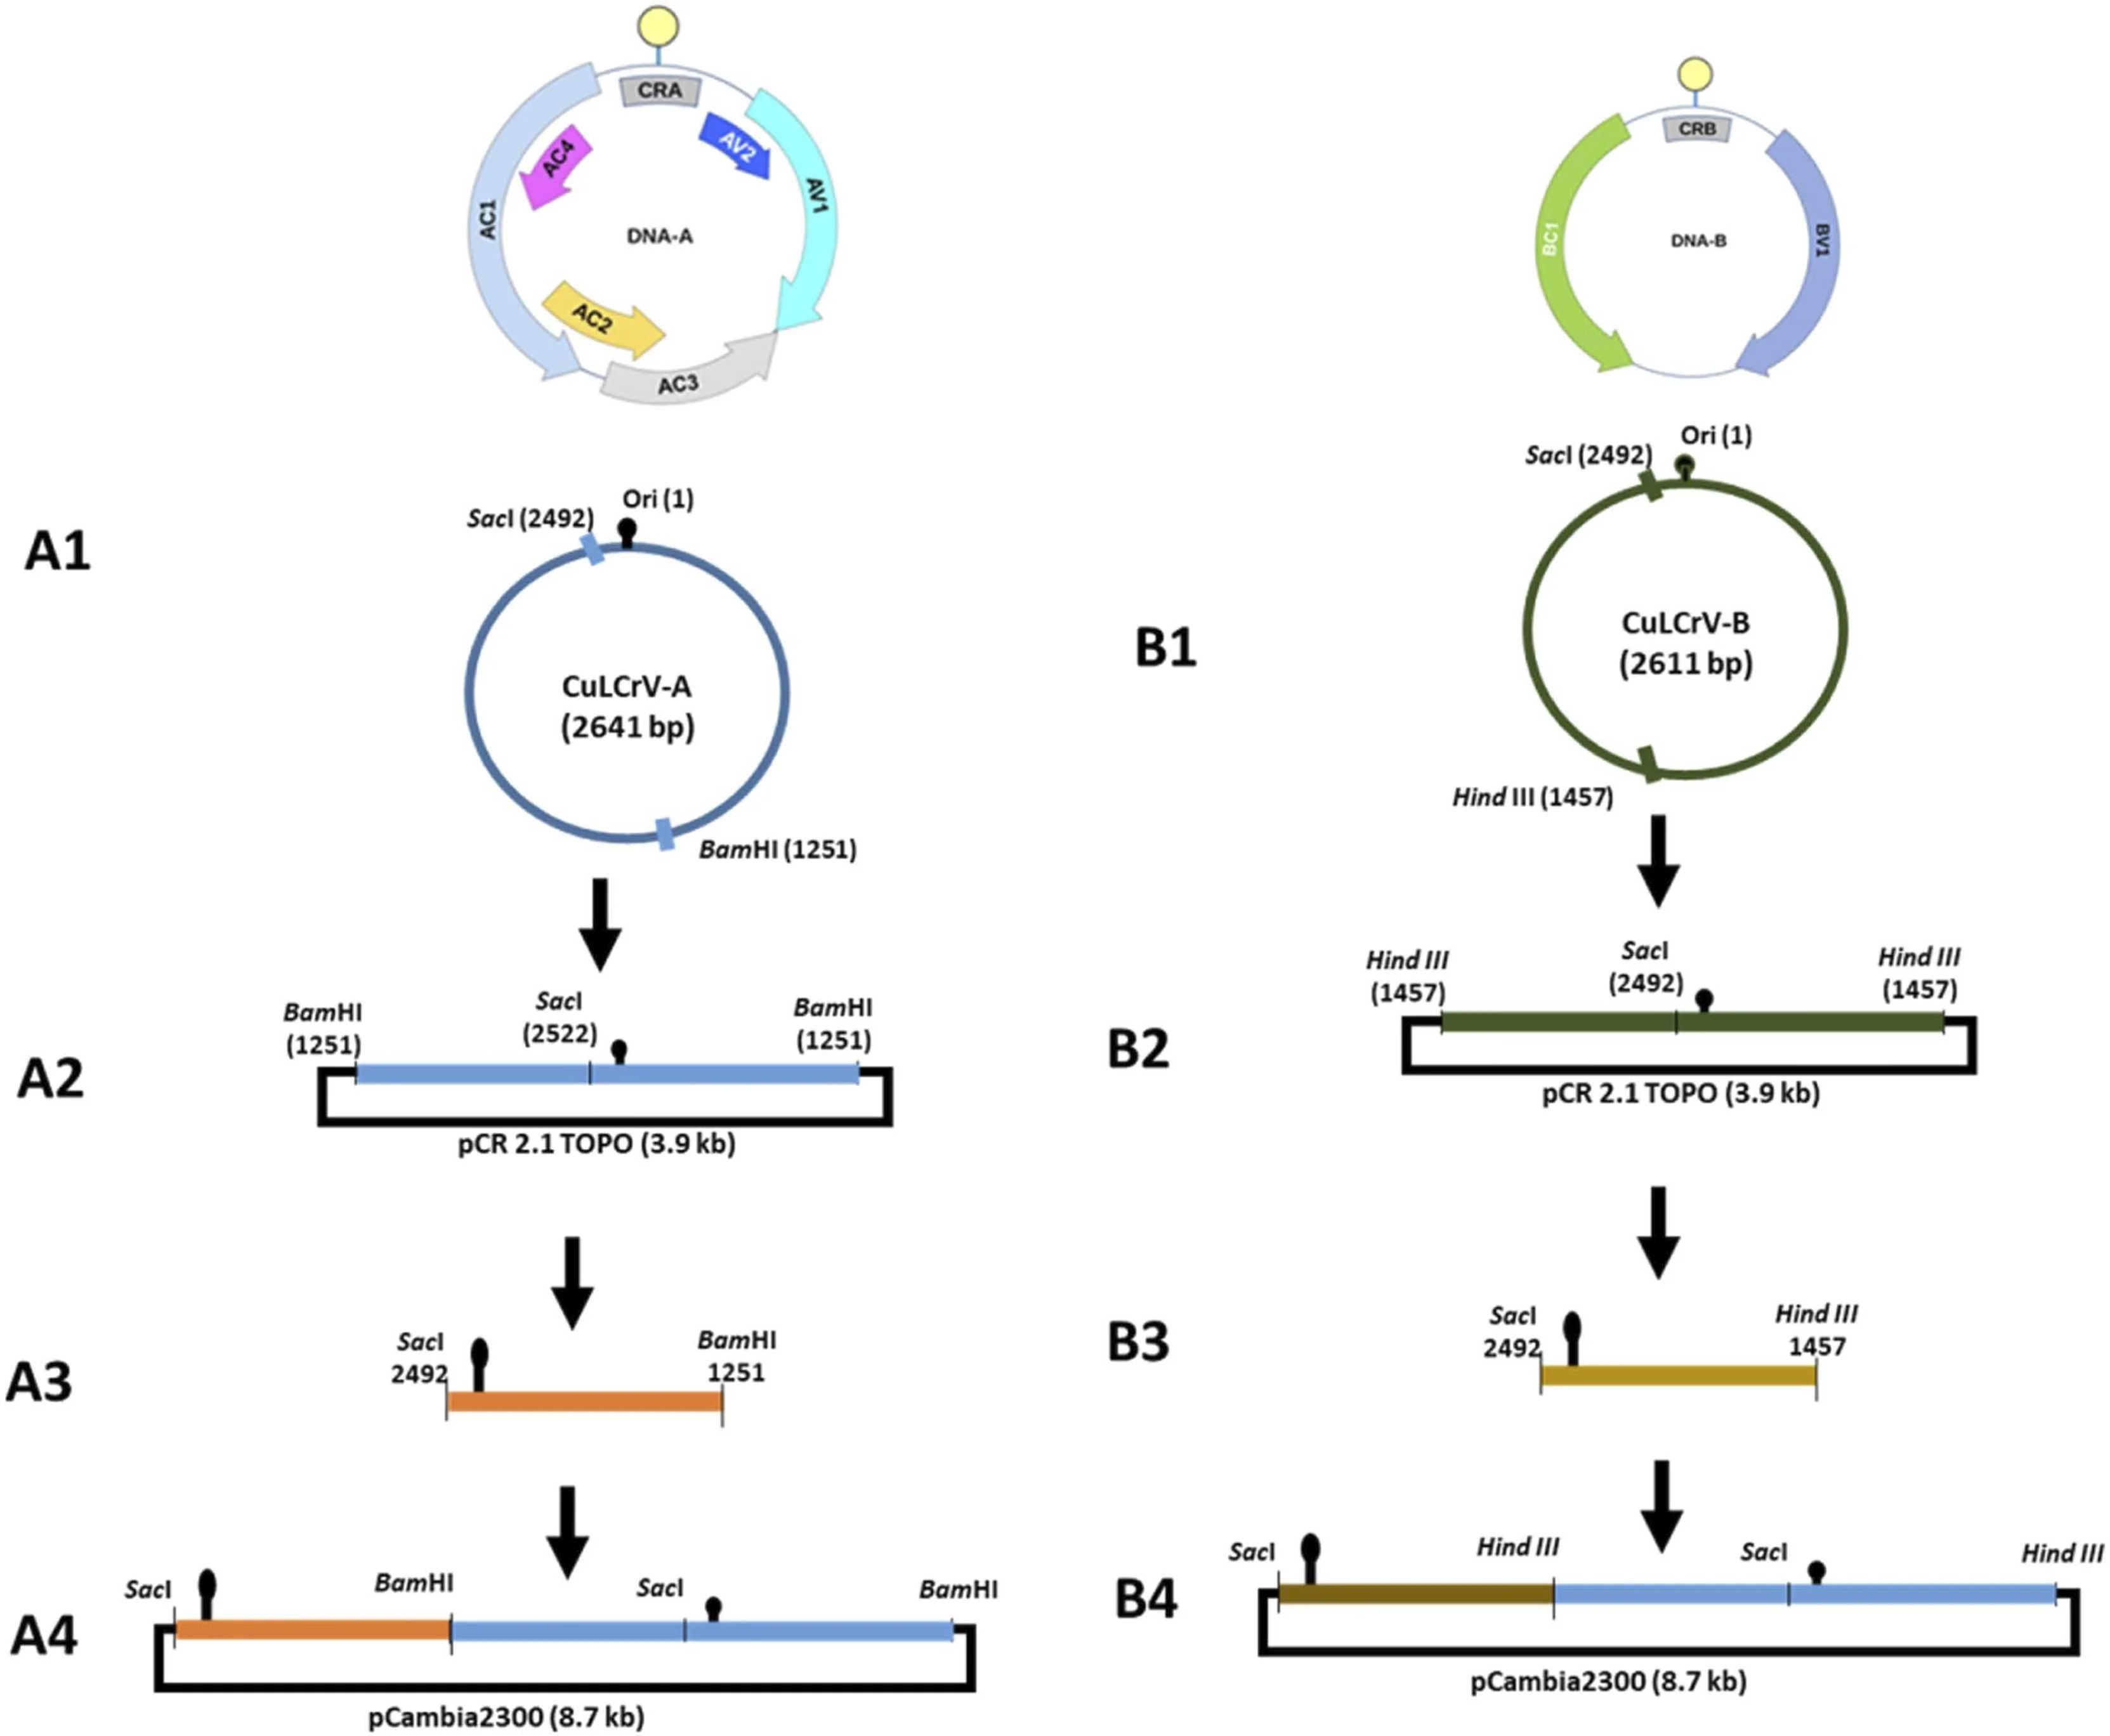 CRA
AC4
AV2
AC1
AV1
DNA-A
AC2
AC3
CRB
BC1
DNA-B
BV1
A1
SacI (2492)
Ori (1)
CuLCrV-A
(2641 bp)
BamHI (1251)
B1
SacI (2492)
Ori (1)
CuLCrV-B
(2611 bp)
Hind III (1457)
A2
BamHI
(1251)
SacI
(2522)
BamHI
(1251)
pCR 2.1 TOPO (3.9 kb)
B2
Hind III
(1457)
SacI
(2492)
Hind III
(1457)
pCR 2.1 TOPO (3.9 kb)
A3
SacI
2492
BamHI
1251
B3
SacI
2492
Hind III
1457
A4
SacI
BamHI
SacI
BamHI
pCambia2300 (8.7 kb)
B4
SacI
Hind III
SacI
Hind III
pCambia2300 (8.7 kb)